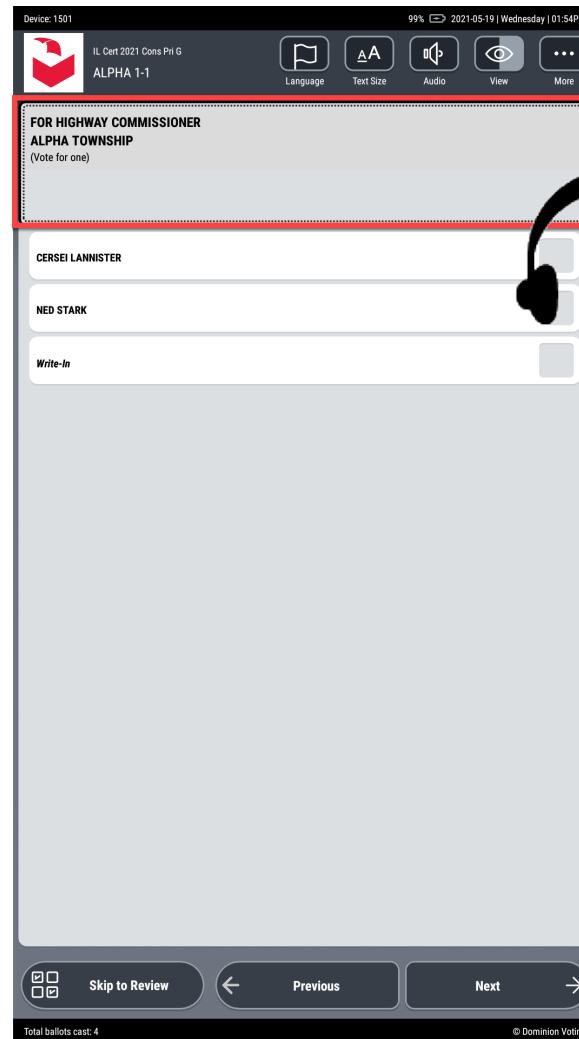 Device: 1501
99% 2021-05-19 | Wednesday | 01:54P
IL Cert 2021 Cons Pri G
ALPHA 1-1
Language
AA
Text Size
Audio
View
More
FOR HIGHWAY COMMISSIONER
ALPHA TOWNSHIP
(Vote for one)
CERSEI LANNISTER
NED STARK
Write-In
Skip to Review
Previous
Next
Total ballots cast: 4
© Dominion Votin